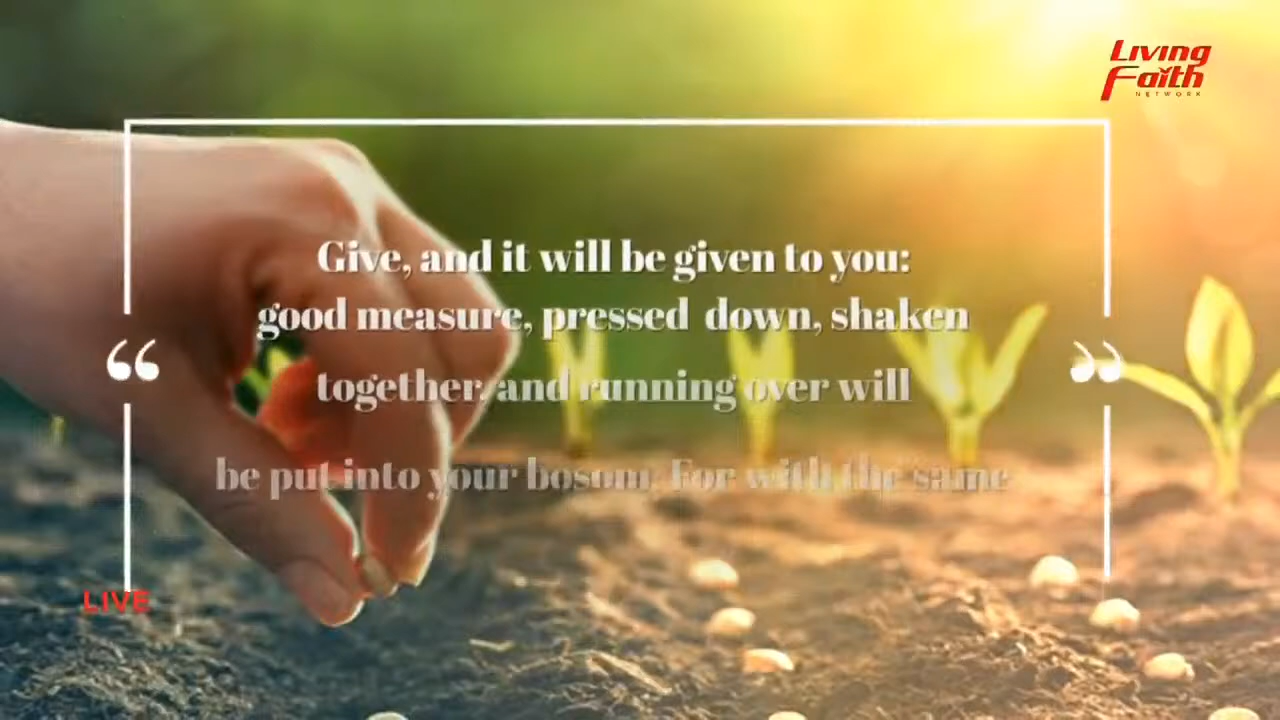 Living
Faith
NETWORK
Give, and it will be given to you:
good measure, pressed down, shaken
“
”
together, and running over will
be put into your bosom. For with the same
LIVE